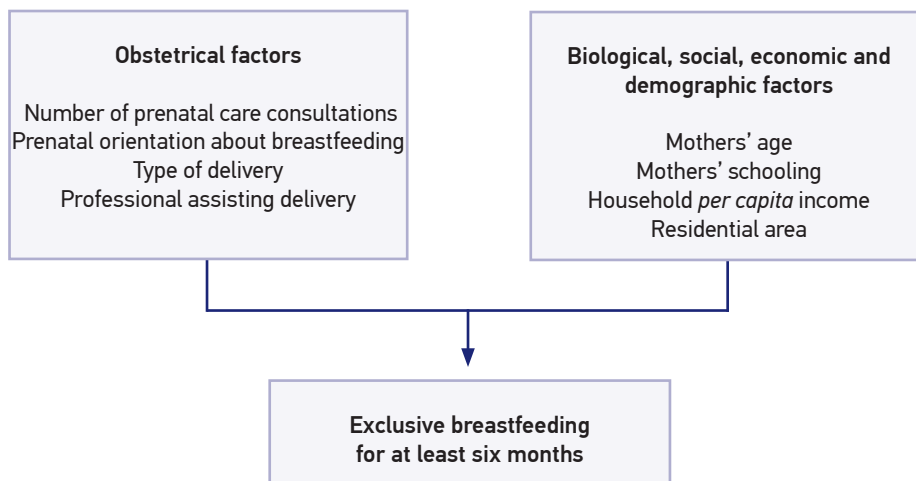 Obstetrical factors
Number of prenatal care consultations
Prenatal orientation about breastfeeding
Type of delivery
Professional assisting delivery
Biological, social, economic and
demographic factors
Mothers’ age
Mothers’ schooling
Household per capita income
Residential area
Exclusive breastfeeding
for at least six months